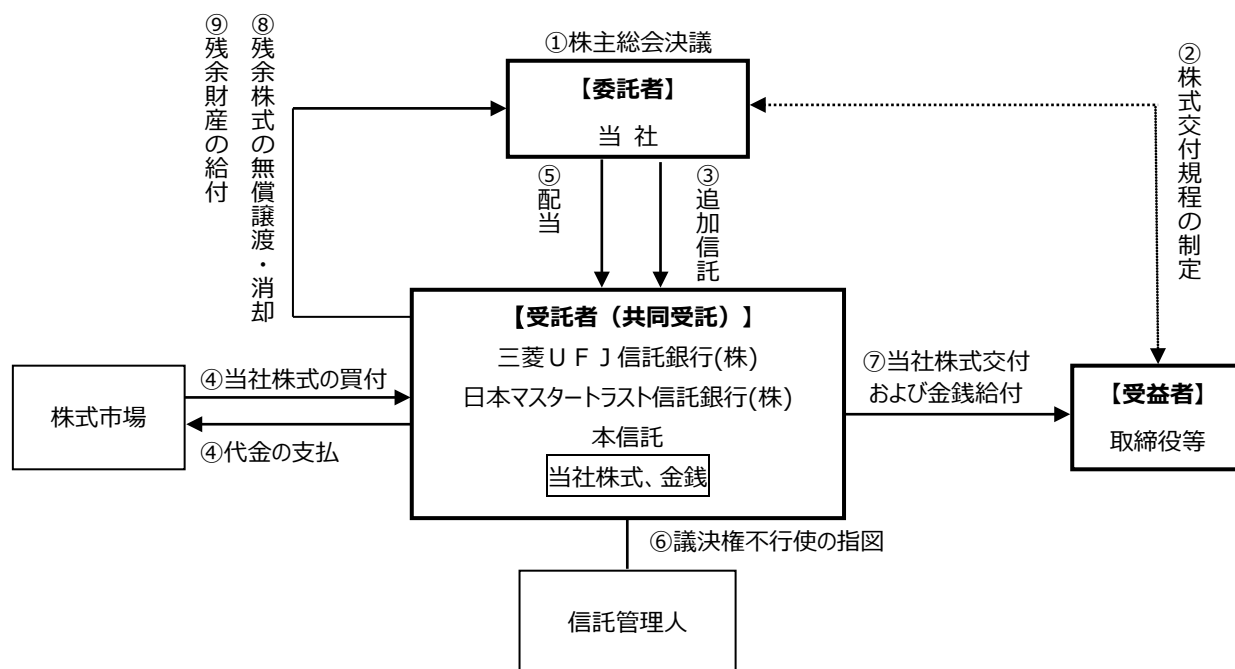 ①株主総会決議
【委託者】
当 社
⑨残余財産の給付
⑧残余株式の無償譲渡・消却
⑤配当
③追加信託
②株式交付規程の制定
【受託者（共同受託）】
三菱ＵＦＪ信託銀行(株)
日本マスタートラスト信託銀行(株)
本信託
当社株式、金銭
株式市場
④当社株式の買付
④代金の支払
⑦当社株式交付
および金銭給付
【受益者】
取締役等
⑥議決権不行使の指図
信託管理人